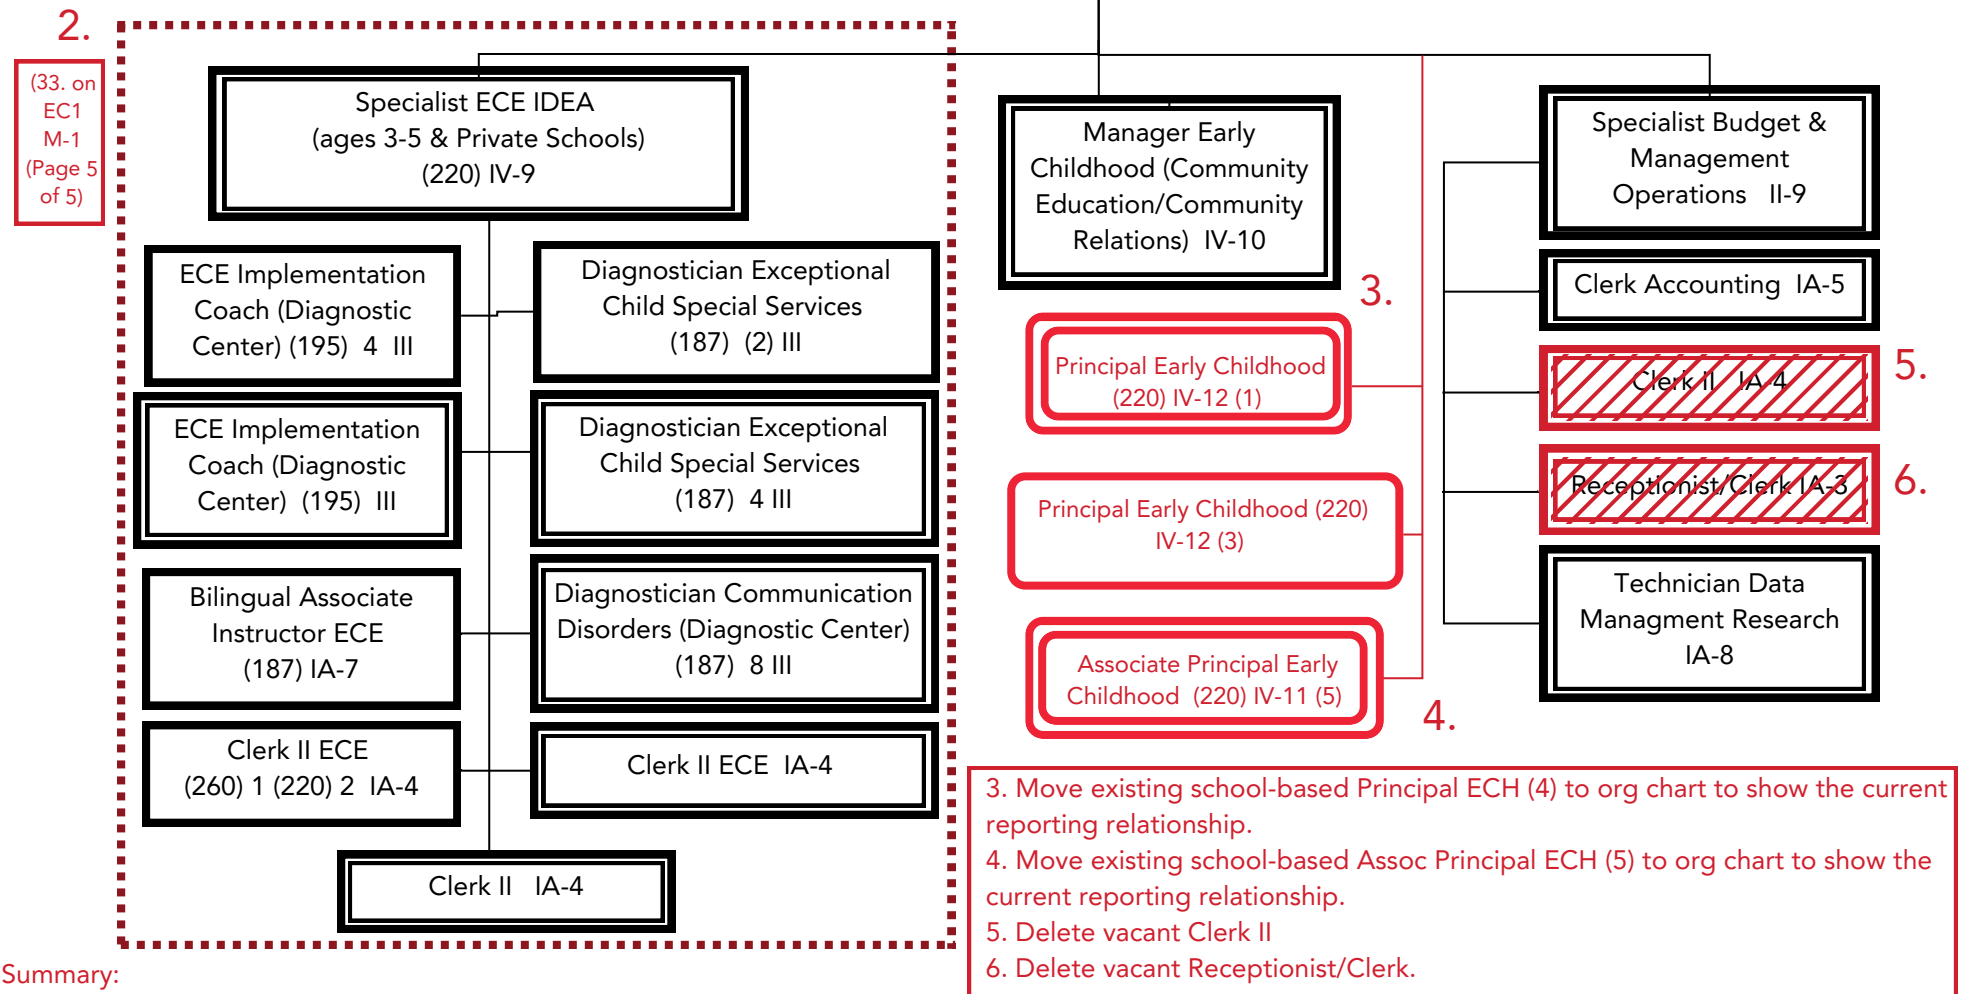 2.
(33. on
EC1
M-1
(Page 5
of 5)
Specialist ECE IDEA
(ages 3-5 & Private Schools)
(220) IV-9
ECE Implementation
Coach (Diagnostic
Center) (195)  4  III
Diagnostician Exceptional
Child Special Services
(187)  (2) III
ECE Implementation
Coach (Diagnostic
Center)  (195)  III
Diagnostician Exceptional
Child Special Services
(187)  4 III
Bilingual Associate
Instructor ECE
(187) IA-7
Diagnostician Communication
Disorders (Diagnostic Center)
(187)  8 III
Clerk II ECE
(260) 1 (220) 2  IA-4
Clerk II ECE  IA-4
Clerk II   IA-4
Manager Early
Childhood (Community
Education/Community
Relations)  IV-10
3.
Principal Early Childhood
(220) IV-12 (1)
Principal Early Childhood (220)
IV-12 (3)
Associate Principal Early
Childhood  (220) IV-11 (5)
4.
Specialist Budget &
Management
Operations   II-9
Clerk Accounting  IA-5
Clerk II   IA-4
5.
Receptionist/Clerk IA-3
6.
Technician Data
Managment Research
IA-8
3. Move existing school-based Principal ECH (4) to org chart to show the current
reporting relationship.
4. Move existing school-based Assoc Principal ECH (5) to org chart to show the
current reporting relationship.
5. Delete vacant Clerk II
6. Delete vacant Receptionist/Clerk.
Summary: